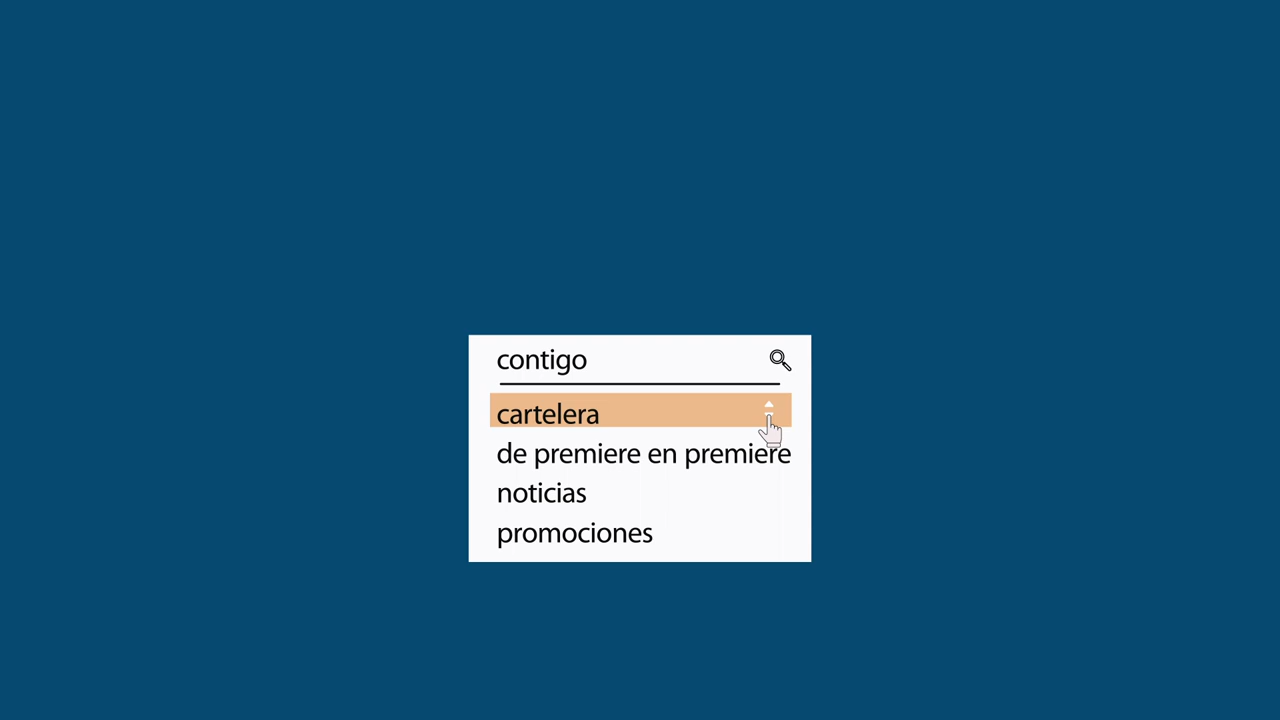 contigo
cartelera
de premiere en premiere
noticias
promociones